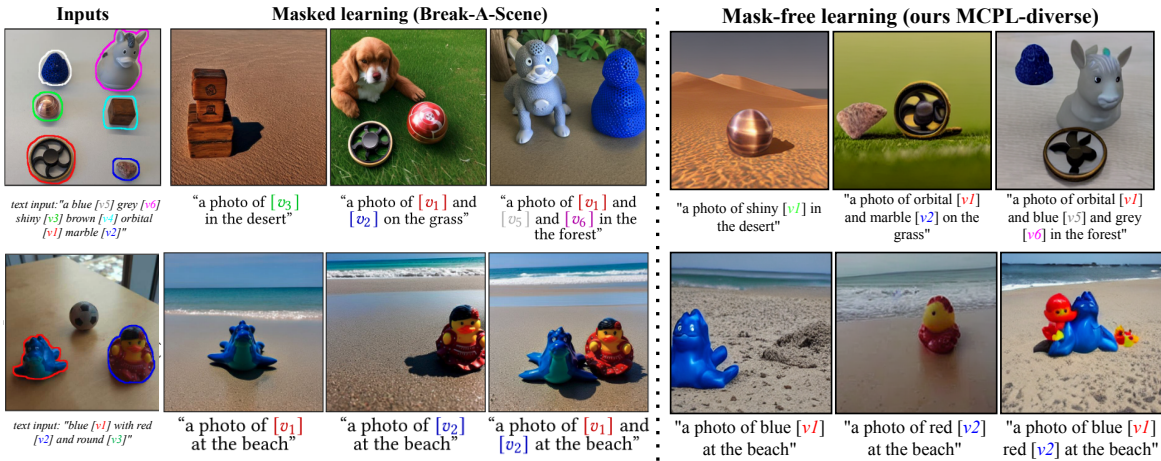 Inputs
Masked learning (Break-A-Scene)
Mask-free learning (ours MCPL-diverse)
text input:"a blue [v5] grey [v6]
shiny [v3] brown [v4] orbital
[v1] marble [v2]"
"a photo of [v3]
in the desert"
"a photo of [v1] and
[v2] on the grass"
"a photo of [v1] and
[v5] and [v6] in the
the forest"
"a photo of shiny [v1] in
the desert"
"a photo of orbital [v1]
and marble [v2] on the
grass"
"a photo of orbital [v1]
and blue [v5] and grey
[v6] in the forest"
text input: "blue [v1] with red
[v2] and round [v3]"
"a photo of [v1]
at the beach"
"a photo of [v2]
at the beach"
"a photo of [v1] and
[v2] at the beach"
"a photo of blue [v1]
at the beach"
"a photo of red [v2]
at the beach"
"a photo of blue [v1]
red [v2] at the beach"